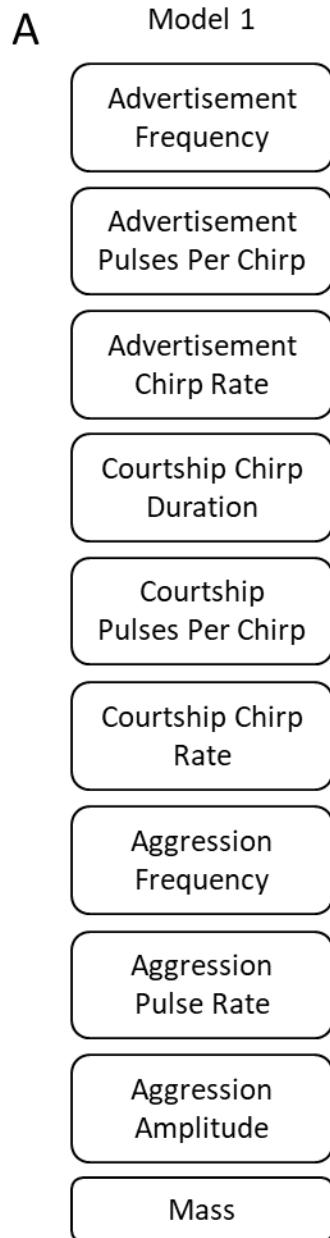 A
Model 1
Advertisement
Frequency
Advertisement
Pulses Per Chirp
Advertisement
Chirp Rate
Courtship Chirp
Duration
Courtship
Pulses Per Chirp
Courtship Chirp
Rate
Aggression
Frequency
Aggression
Pulse Rate
Aggression
Amplitude
Mass